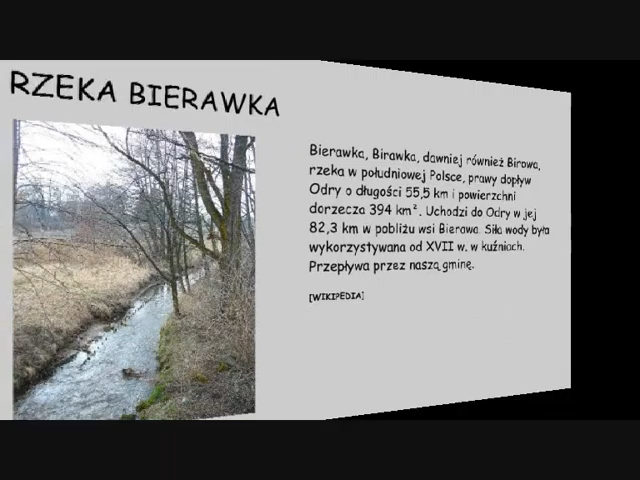 RZEKA BIERAWKA
Bierawka, Birawka, dawniej również Birawa,
rzeka w południowej Polsce, prawy dopływ
Odry o długości 55,5 km i powierzchni
dorzecza 394 km². Uchodzi do Odry w jej
82,3 km w pobliżu wsi Bierawa. Siła wody była
wykorzystywana od XVII w. w kuźniach.
Przepływa przez naszą gminę.
[WIKIPEDIA]